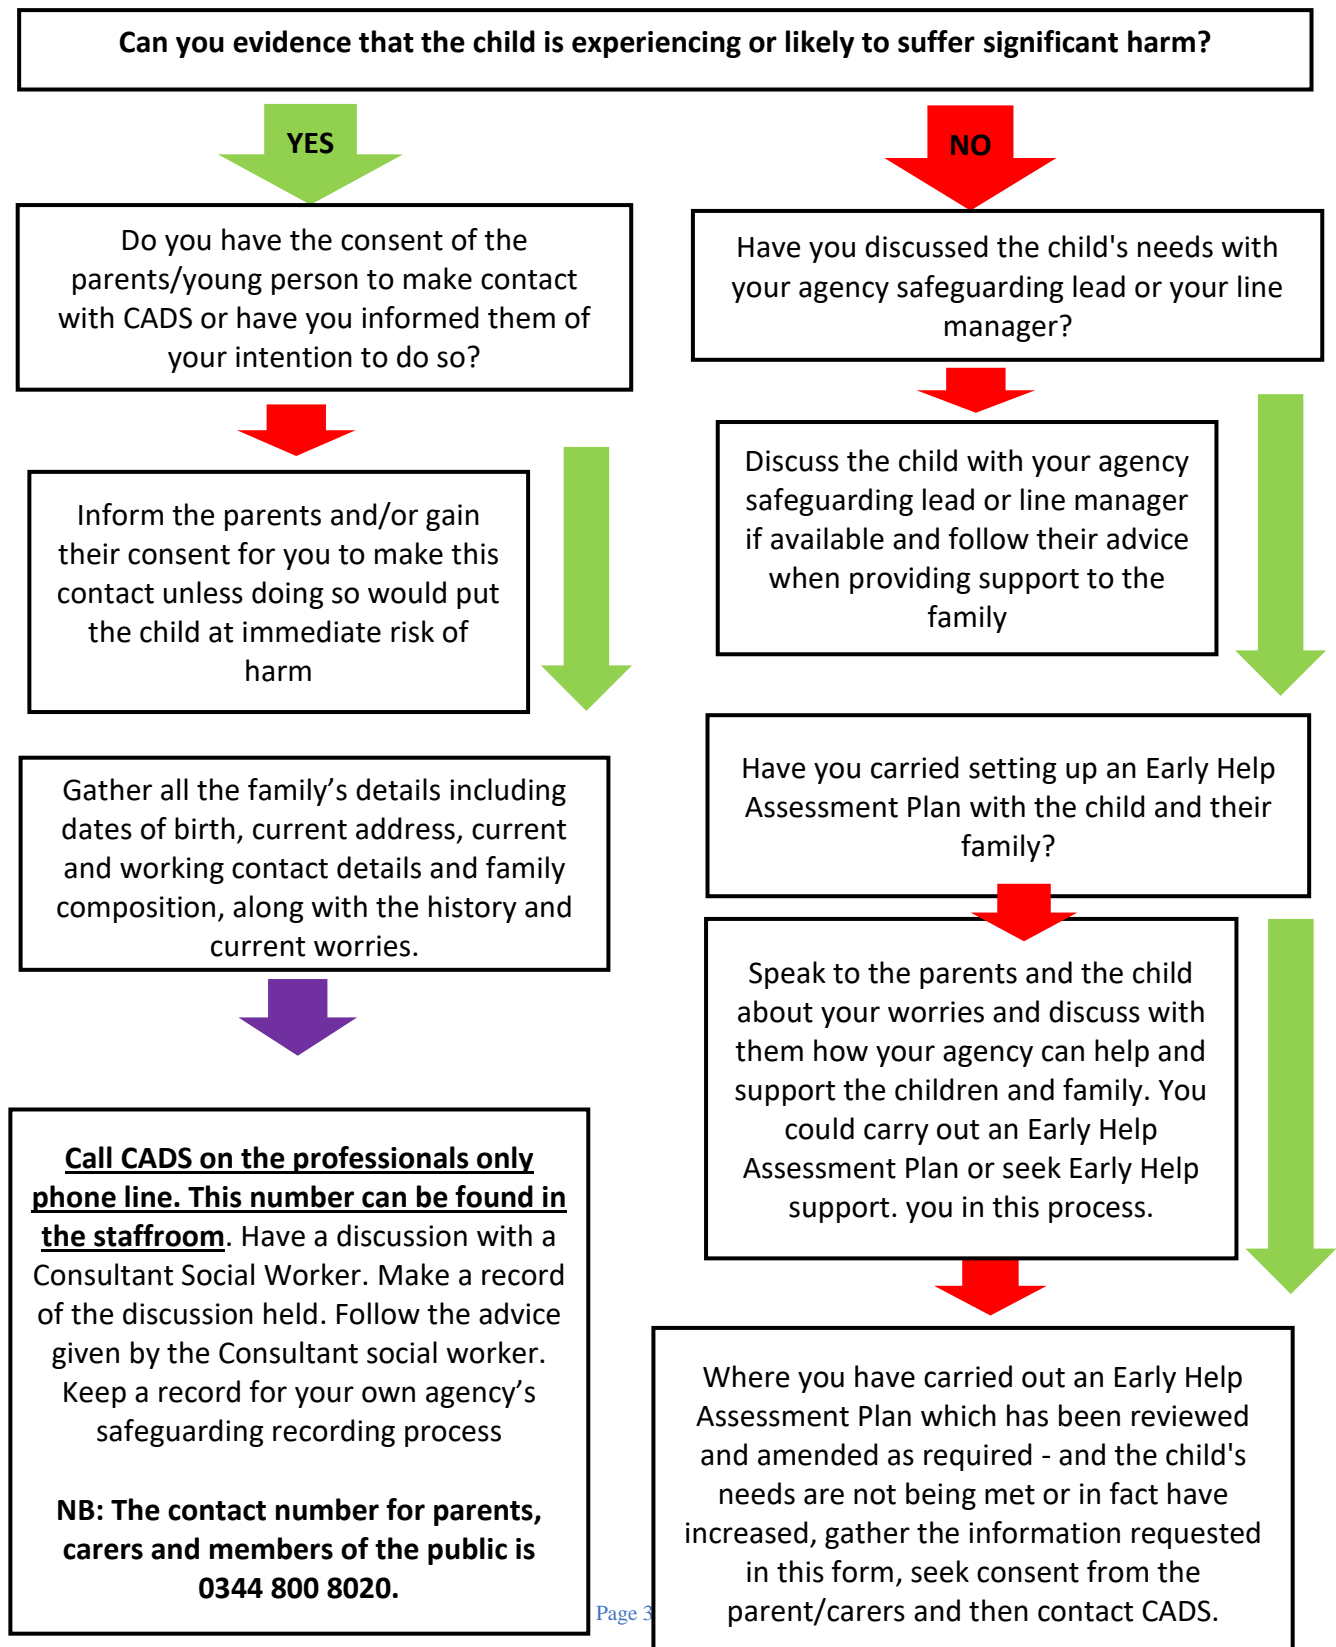 Can you evidence that the child is experiencing or likely to suffer significant harm?
YES
Do you have the consent of the
parents/young person to make contact
with CADS or have you informed them of
your intention to do so?
Inform the parents and/or gain
their consent for you to make this
contact unless doing so would put
the child at immediate risk of
harm
Gather all the family’s details including
dates of birth, current address, current
and working contact details and family
composition, along with the history and
current worries.
Call CADS on the professionals only
phone line. This number can be found in
the staffroom. Have a discussion with a
Consultant Social Worker. Make a record
of the discussion held. Follow the advice
given by the Consultant social worker.
Keep a record for your own agency’s
safeguarding recording process
NB: The contact number for parents,
carers and members of the public is
0344 800 8020.
NO
Have you discussed the child's needs with
your agency safeguarding lead or your line
manager?
Discuss the child with your agency
safeguarding lead or line manager
if available and follow their advice
when providing support to the
family
Have you carried setting up an Early Help
Assessment Plan with the child and their
family?
Speak to the parents and the child
about your worries and discuss with
them how your agency can help and
support the children and family. You
could carry out an Early Help
Assessment Plan or seek Early Help
support. you in this process.
Where you have carried out an Early Help
Assessment Plan which has been reviewed
and amended as required - and the child's
needs are not being met or in fact have
increased, gather the information requested
in this form, seek consent from the
parent/carers and then contact CADS.
Page 3